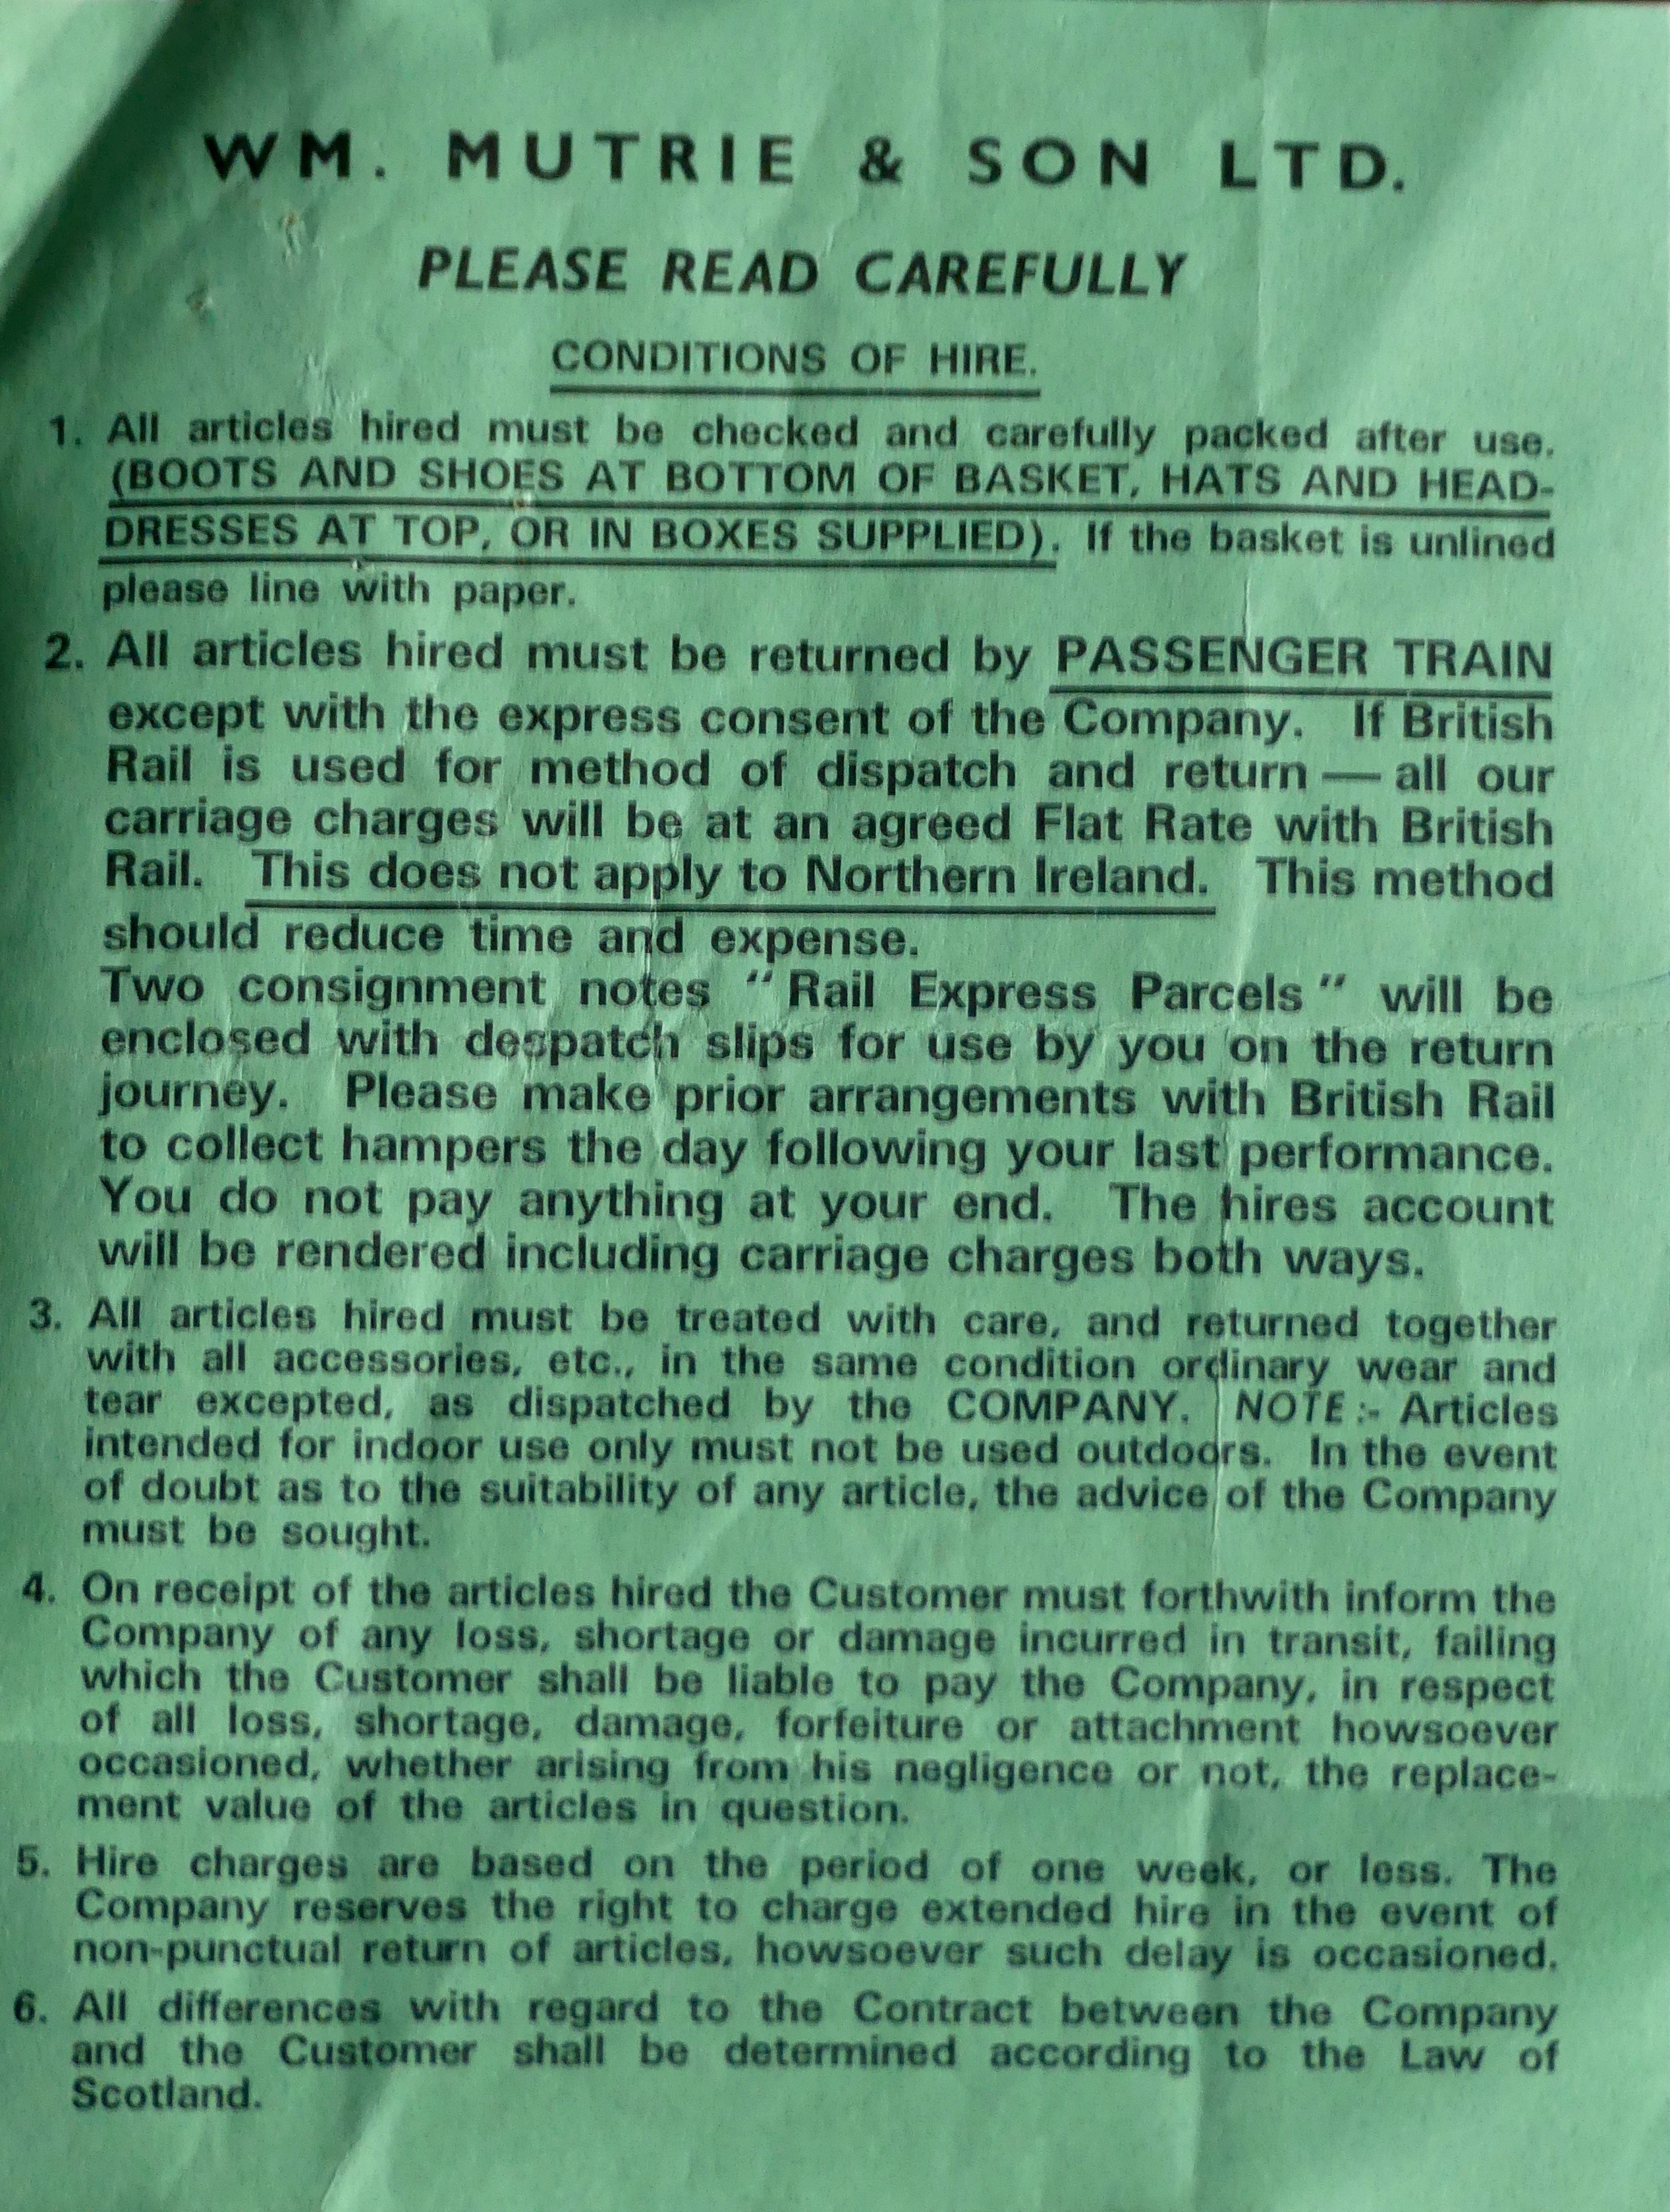 WM. MUTRIE & SON LTD.
PLEASE READ CAREFULLY
CONDITIONS OF HIRE.
1. All articles hired must be checked and carefully packed after use.
(BOOTS AND SHOES AT BOTTOM OF BASKET, HATS AND HEAD-
DRESSES AT TOP, OR IN BOXES SUPPLIED). If the basket is unlined
please line with paper.
2. All articles hired must be returned by PASSENGER TRAIN
except with the express consent of the Company. If British
Rail is used for method of dispatch and return — all our
carriage charges will be at an agreed Flat Rate with British
Rail. This does not apply to Northern Ireland. This method
should reduce time and expense.
Two consignment notes "Rail Express Parcels" will be
enclosed with despatch slips for use by you on the return
journey. Please make prior arrangements with British Rail
to collect hampers the day following your last performance.
You do not pay anything at your end. The hires account
will be rendered including carriage charges both ways.
3. All articles hired must be treated with care, and returned together
with all accessories, etc., in the same condition ordinary wear and
tear excepted, as dispatched by the COMPANY. NOTE :- Articles
intended for indoor use only must not be used outdoors. In the event
of doubt as to the suitability of any article, the advice of the Company
must be sought.
4. On receipt of the articles hired the Customer must forthwith inform the
Company of any loss, shortage or damage incurred in transit, failing
which the Customer shall be liable to pay the Company, in respect
of all loss, shortage, damage, forfeiture or attachment howsoever
occasioned, whether arising from his negligence or not, the replace-
ment value of the articles in question.
5. Hire charges are based on the period of one week, or less. The
Company reserves the right to charge extended hire in the event of
non-punctual return of articles, howsoever such delay is occasioned.
6. All differences with regard to the Contract between the Company
and the Customer shall be determined according to the Law of
Scotland.